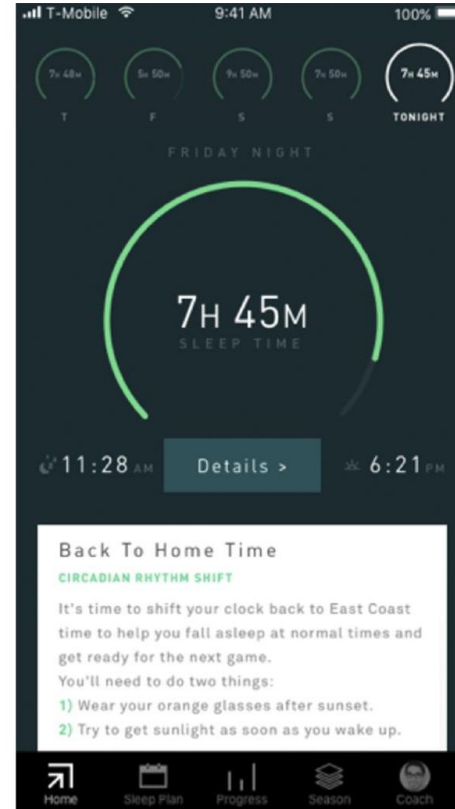 T-Mobile 9:41 AM 100%
7H 48M 5H 50M 9H 50M 7H 50M 7H 45M
T F S S TONIGHT
FRIDAY NIGHT
7H 45M
SLEEP TIME
11:28 AM Details > 6:21 PM
Back To Home Time
CIRCADIAN RHYTHM SHIFT
It's time to shift your clock back to East Coast
time to help you fall asleep at normal times and
get ready for the next game.
You'll need to do two things:
1) Wear your orange glasses after sunset.
2) Try to get sunlight as soon as you wake up.
Home Sleep Plan Progress Season Coach